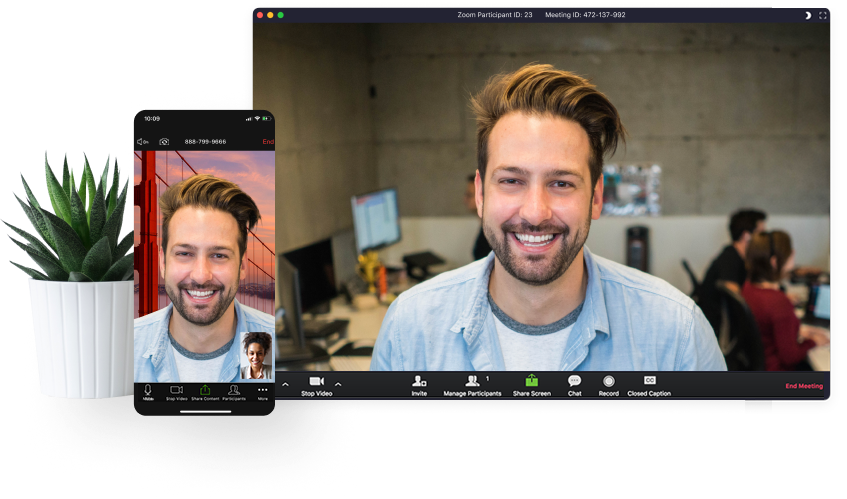 Zoom Participant ID: 23 Meeting ID: 472-137-992
10:09
888-799-9666
End
Stop Video
Share Content
Participants
More
Stop Video
Invite
Manage Participants
1
Share Screen
Chat
Record
CC
Closed Caption
End Meeting